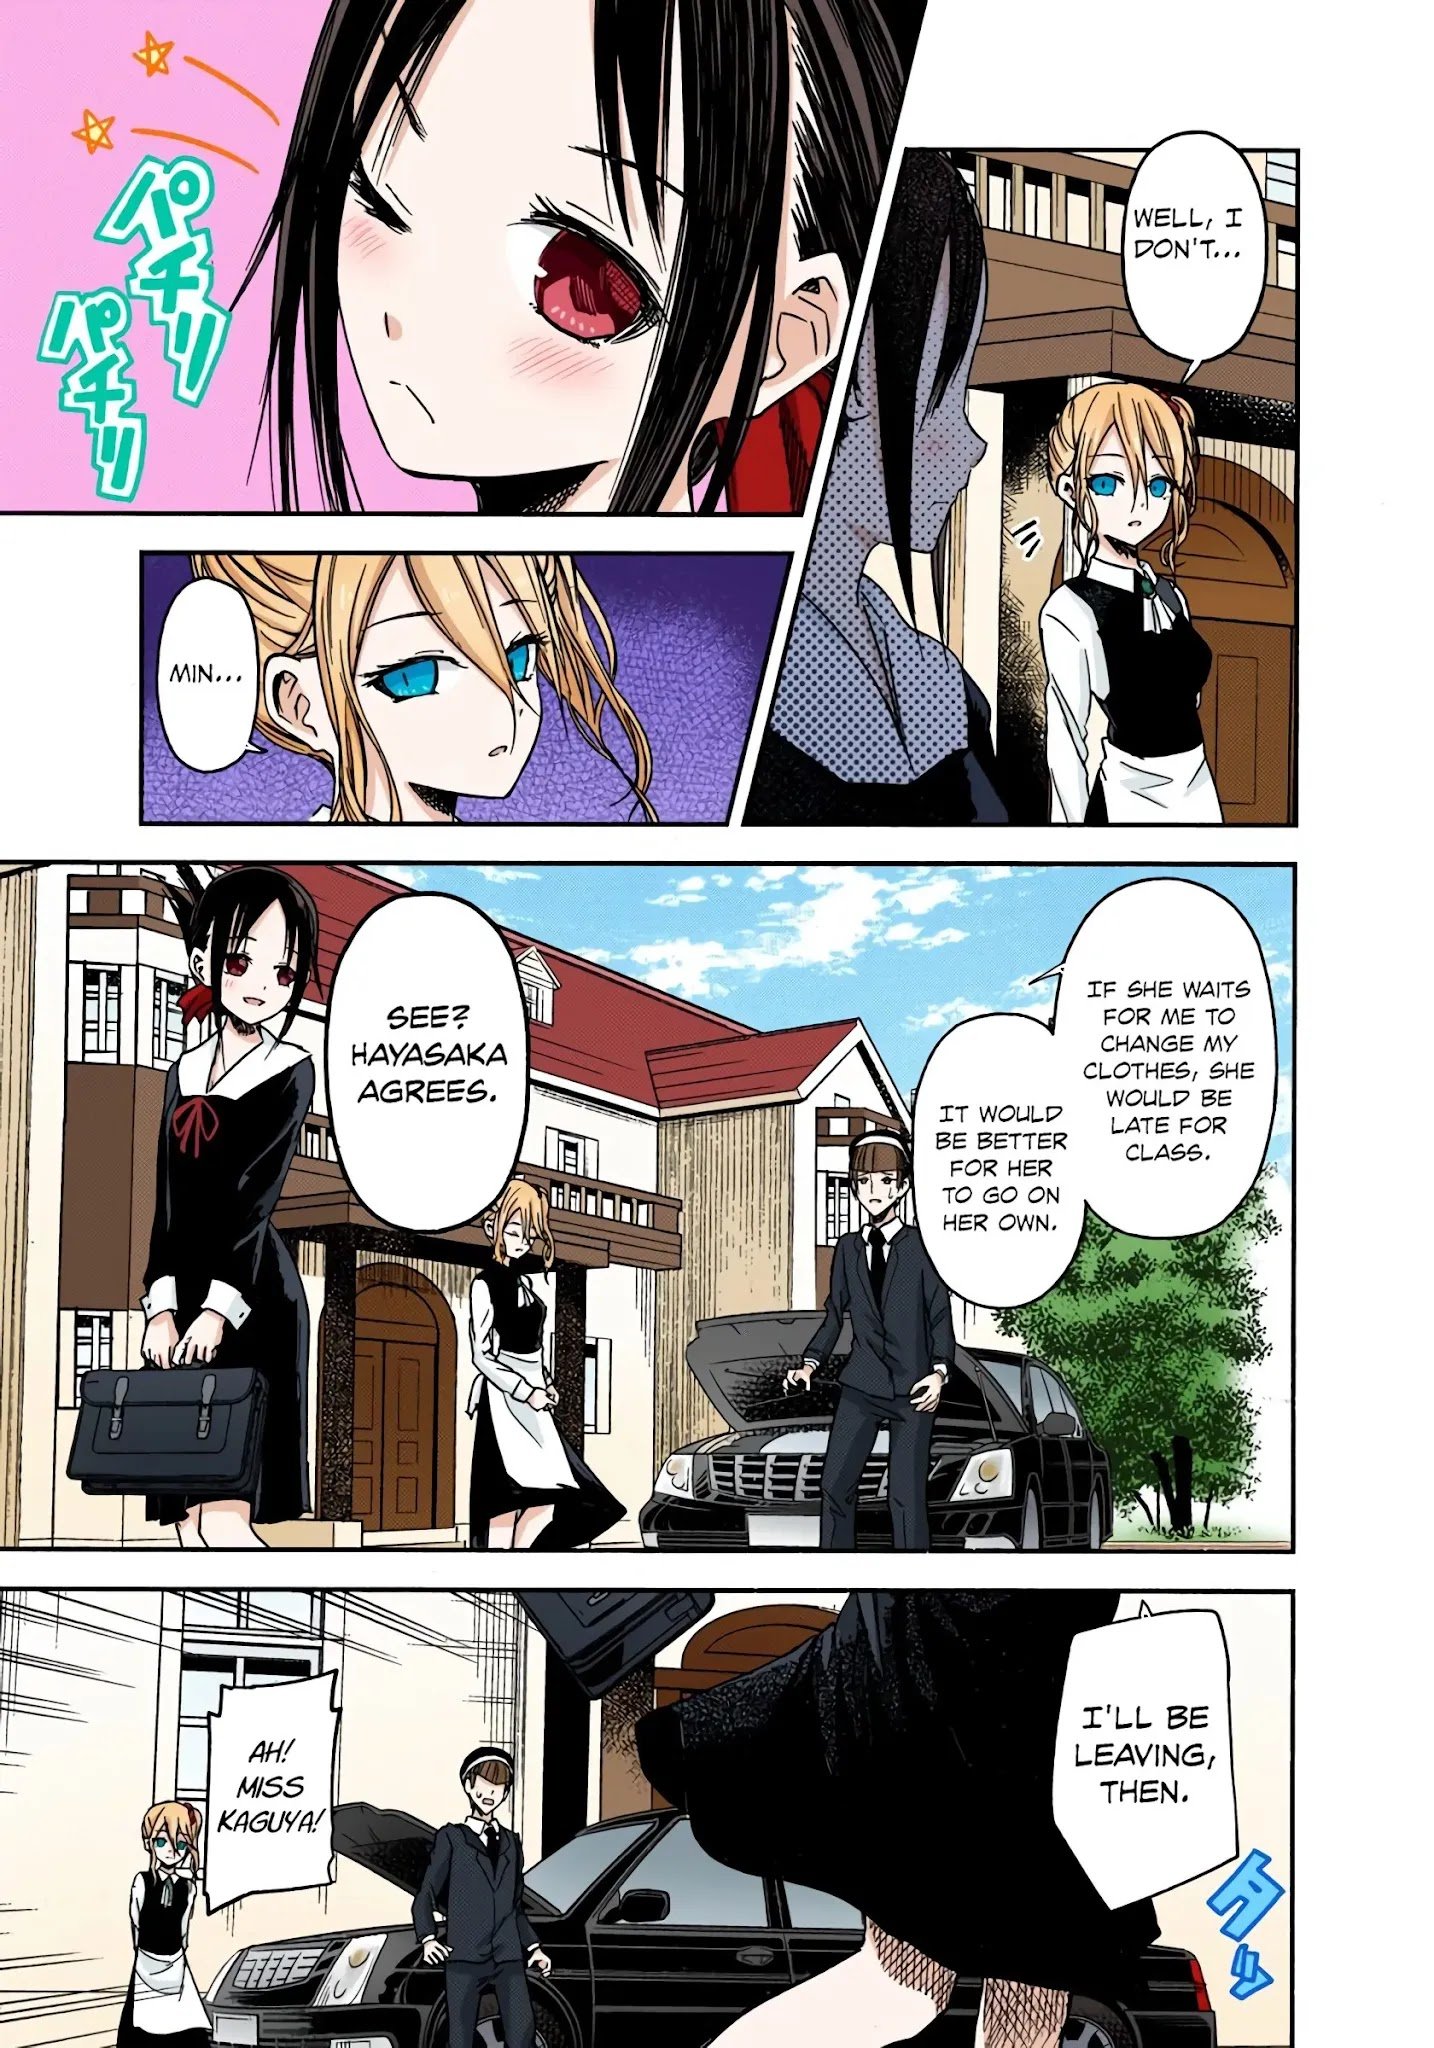 WELL, I
DON'T...
パチリ
パチリ
MIN...
IF SHE WAITS
FOR ME TO
CHANGE MY
CLOTHES, SHE
WOULD BE
LATE FOR
CLASS.
IT WOULD
BE BETTER
FOR HER
TO GO ON
HER OWN.
SEE?
HAYASAKA
AGREES.
I'LL BE
LEAVING,
THEN.
タッ
AH!
MISS
KAGUYA!